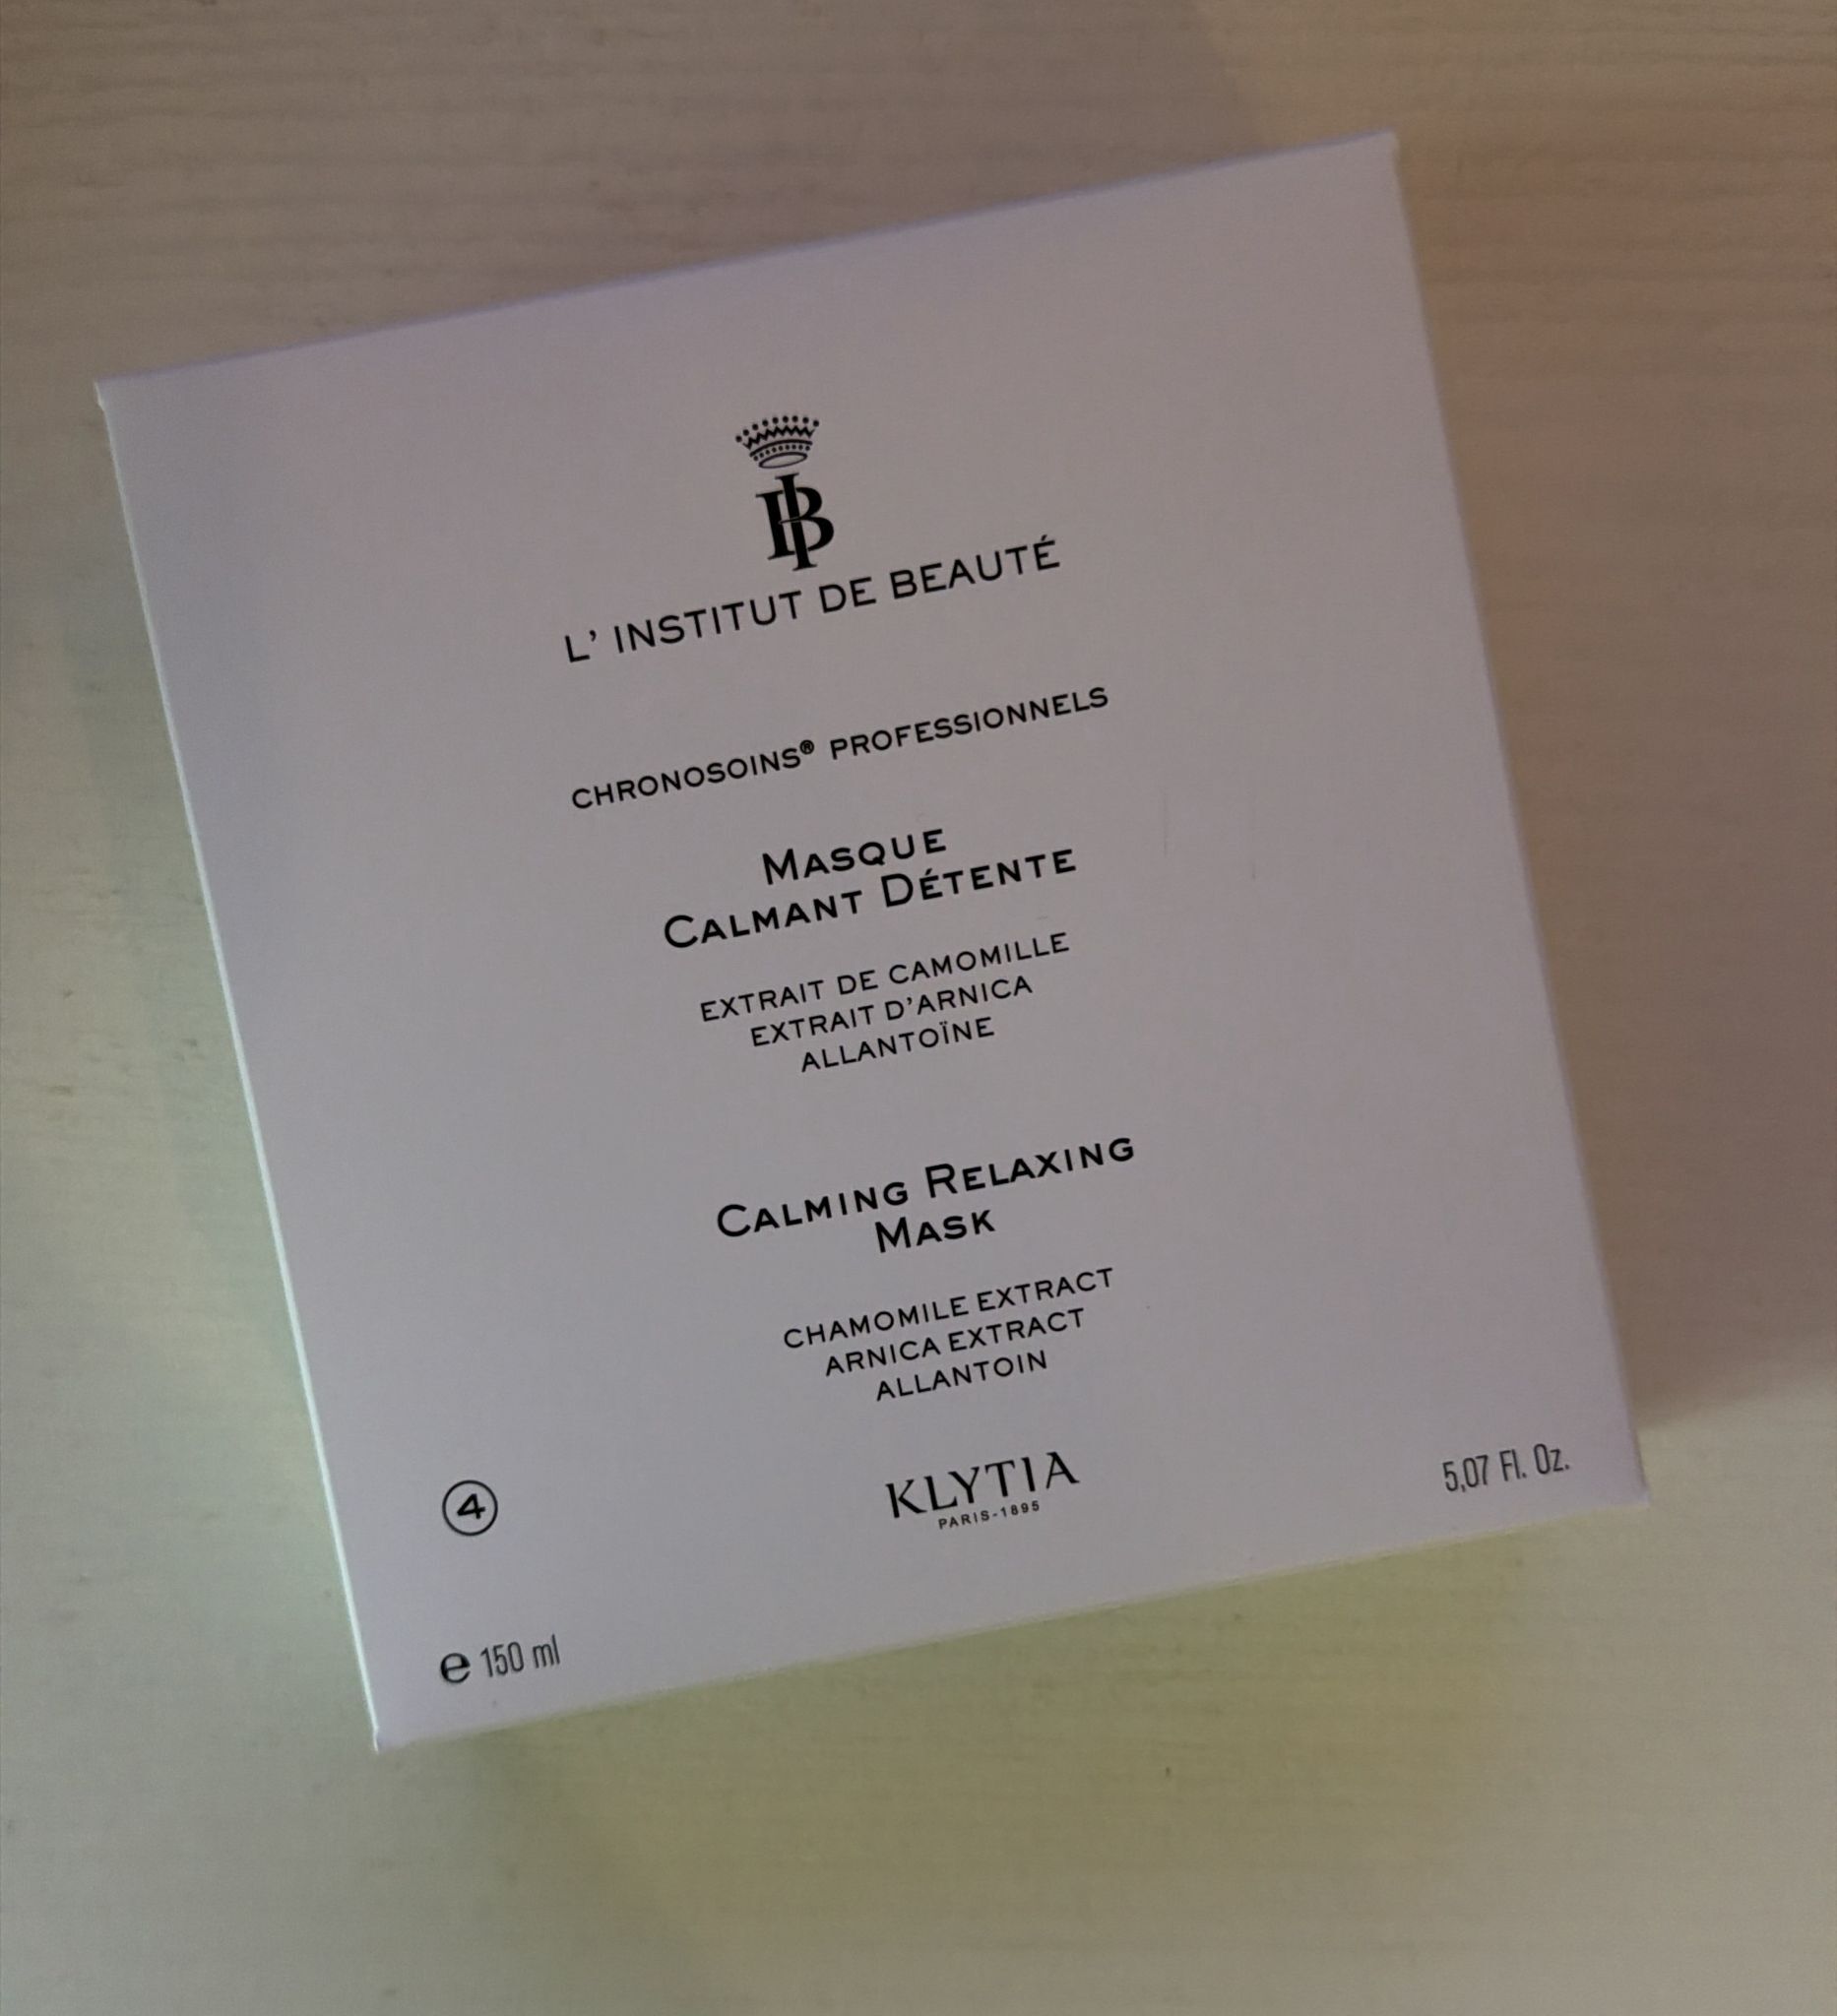 IB
L' INSTITUT DE BEAUTÉ
CHRONOSOINS® PROFESSIONNELS
MASQUE
CALMANT DÉTENTE
EXTRAIT DE CAMOMILLE
EXTRAIT D'ARNICA
ALLANTOÏNE
CALMING RELAXING
MASK
CHAMOMILE EXTRACT
ARNICA EXTRACT
ALLANTOIN
KLYTIA
PARIS-1895
4
5,07 Fl. Oz.
e 150 ml